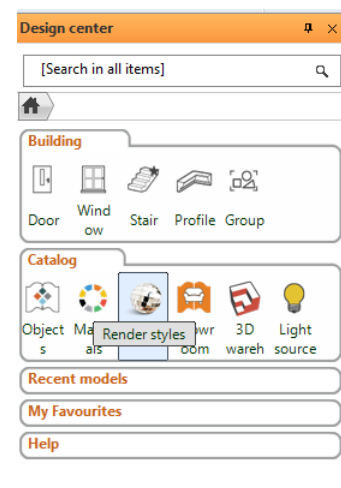 Design center
[Search in all items]
Building
Door
Wind
ow
Stair
Profile
Group
Catalog
Object
s
Ma
als
Render styles
owr
oom
3D
wareh
Light
source
Recent models
My Favourites
Help